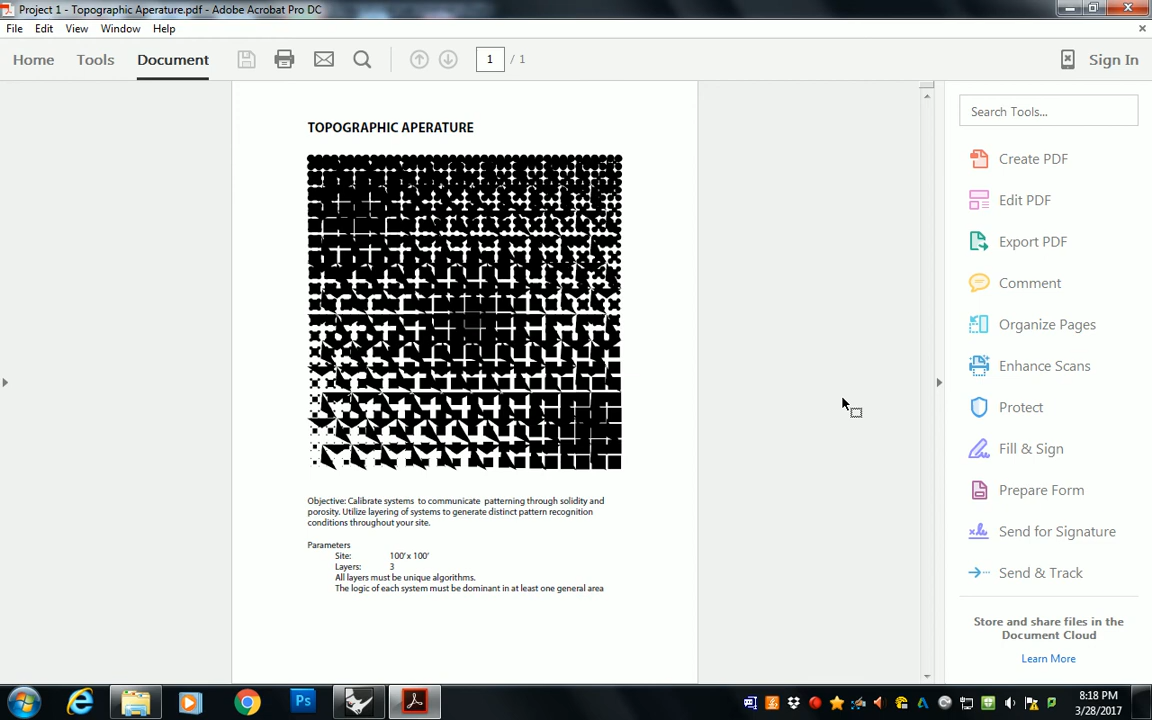 Project 1 - Topographic Aperature.pdf - Adobe Acrobat Pro DC
File Edit View Window Help
Home Tools Document 1 / 1 Sign In
TOPOGRAPHIC APERATURE
Objective: Calibrate systems to communicate patterning through solidity and
porosity. Utilize layering of systems to generate distinct pattern recognition
conditions throughout your site.
Parameters
Site: 100' x 100'
Layers: 3
All layers must be unique algorithms.
The logic of each system must be dominant in at least one general area
Search Tools...
Create PDF
Edit PDF
Export PDF
Comment
Organize Pages
Enhance Scans
Protect
Fill & Sign
Prepare Form
Send for Signature
Send & Track
Store and share files in the
Document Cloud
Learn More
Ps
8:18 PM
3/28/2017